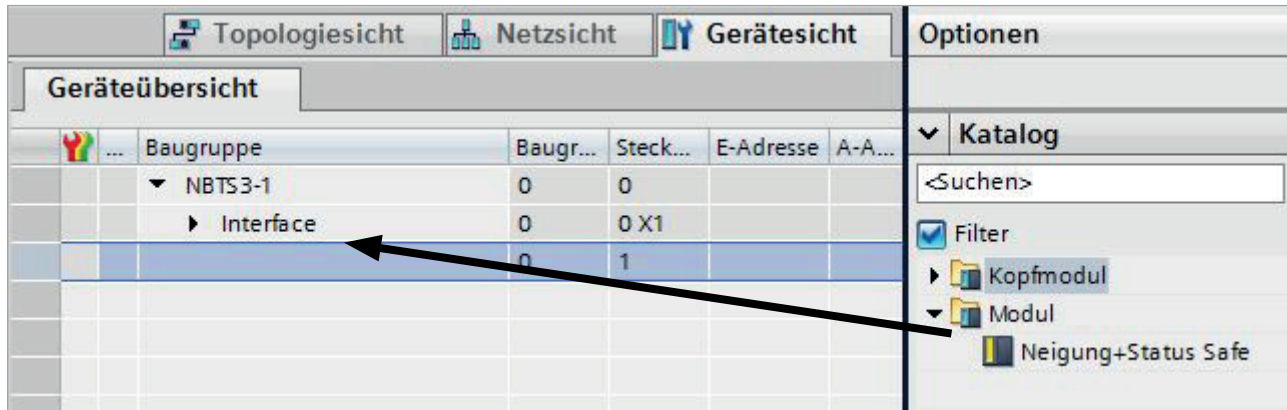 Topologiesicht Netzsicht Gerätesicht Optionen
Geräteübersicht
... Baugruppe Baugr... Steck... E-Adresse A-A... Katalog
NBTS3-1 0 0 <Suchen>
Interface 0 0 X1 Filter
0 1 Kopfmodul
Modul
Neigung+Status Safe